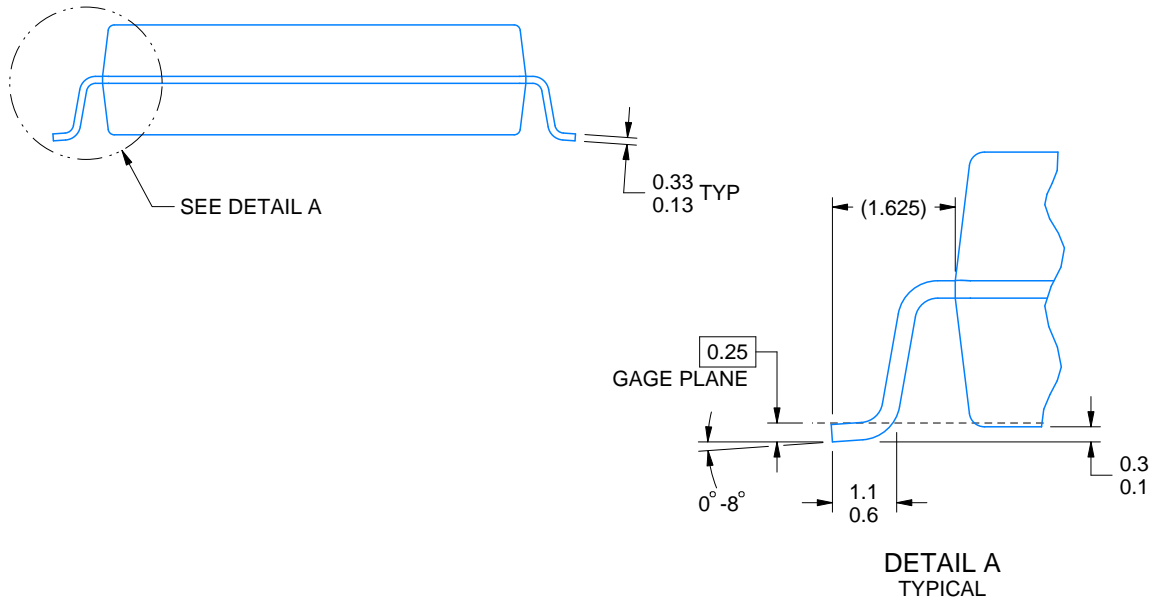 SEE DETAIL A
0.33 TYP
0.13
(1.625)
0.25
GAGE PLANE
0°-8°
1.1
0.6
0.3
0.1
DETAIL A
TYPICAL